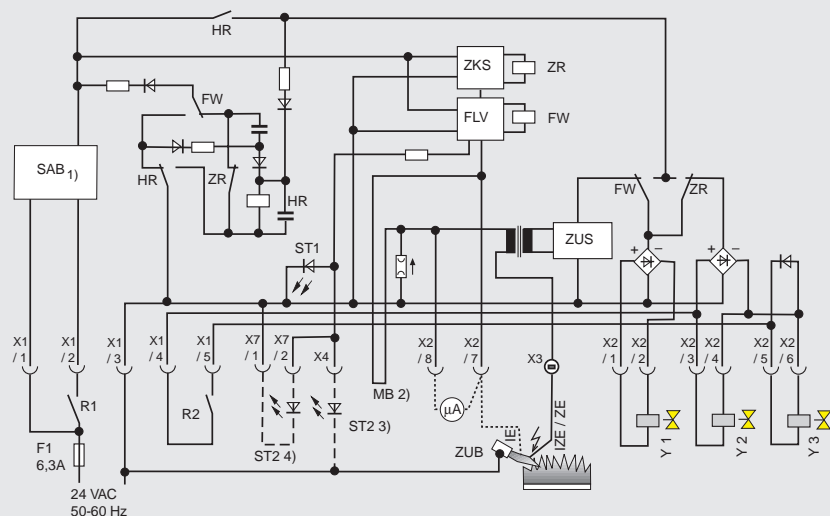 HR
ZKS
ZR
FW
FLV
FW
SAB 1)
HR
ZR
HR
FW
ZR
ST1
ZUS
+
–
+
–
X1 / 1
X1 / 2
X1 / 3
X1 / 4
X1 / 5
X7 / 1
X7 / 2
X4
X2 / 8
X2 / 7
X3
X2 / 1
X2 / 2
X2 / 3
X2 / 4
X2 / 5
X2 / 6
MB 2)
R1
R2
µA
ST2 3)
ST2 4)
IE
IZE / ZE
ZUB
Y 1
Y 2
Y 3
F1
6,3A
24 VAC
50-60 Hz